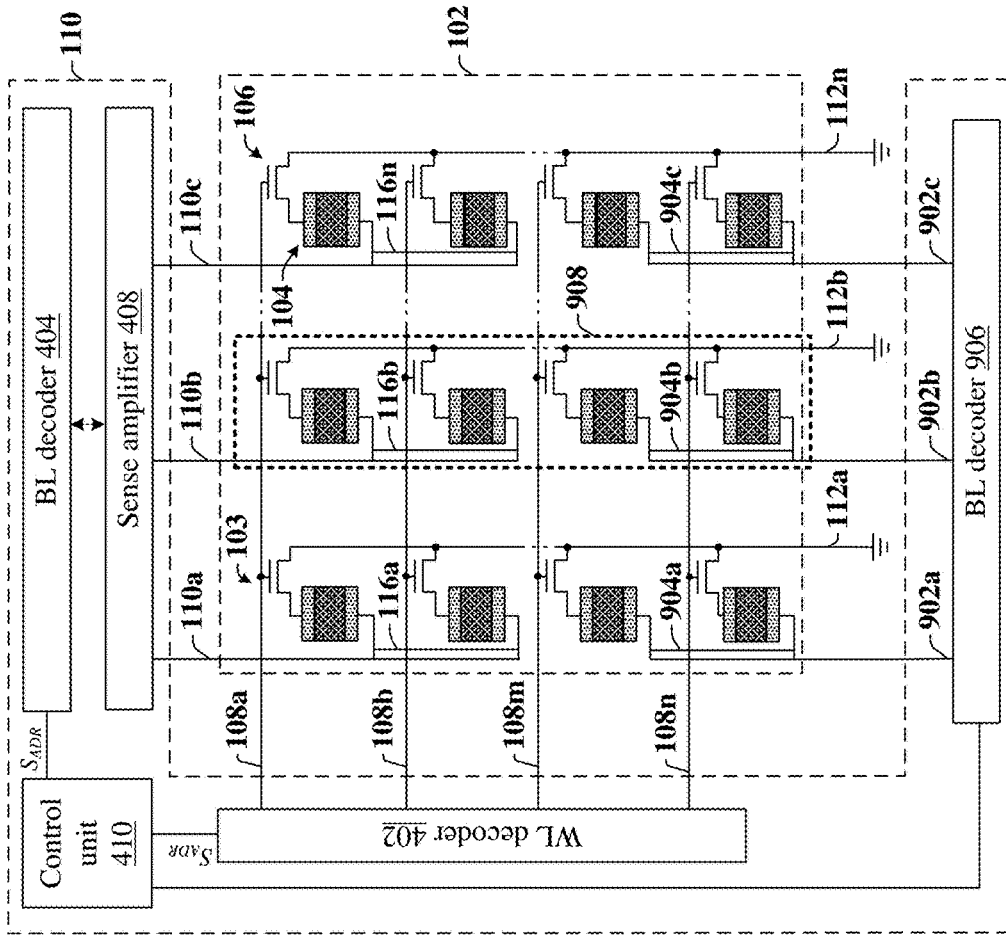 110
BL decoder 404
Sense amplifier 408
Control
unit
410
S_ADR
S_ADR
WL decoder 402
102
110a
110b
110c
103
104
106
108a
108b
108m
108n
116a
116b
116n
904a
904b
904c
908
112a
112b
112n
902a
902b
902c
BL decoder 906